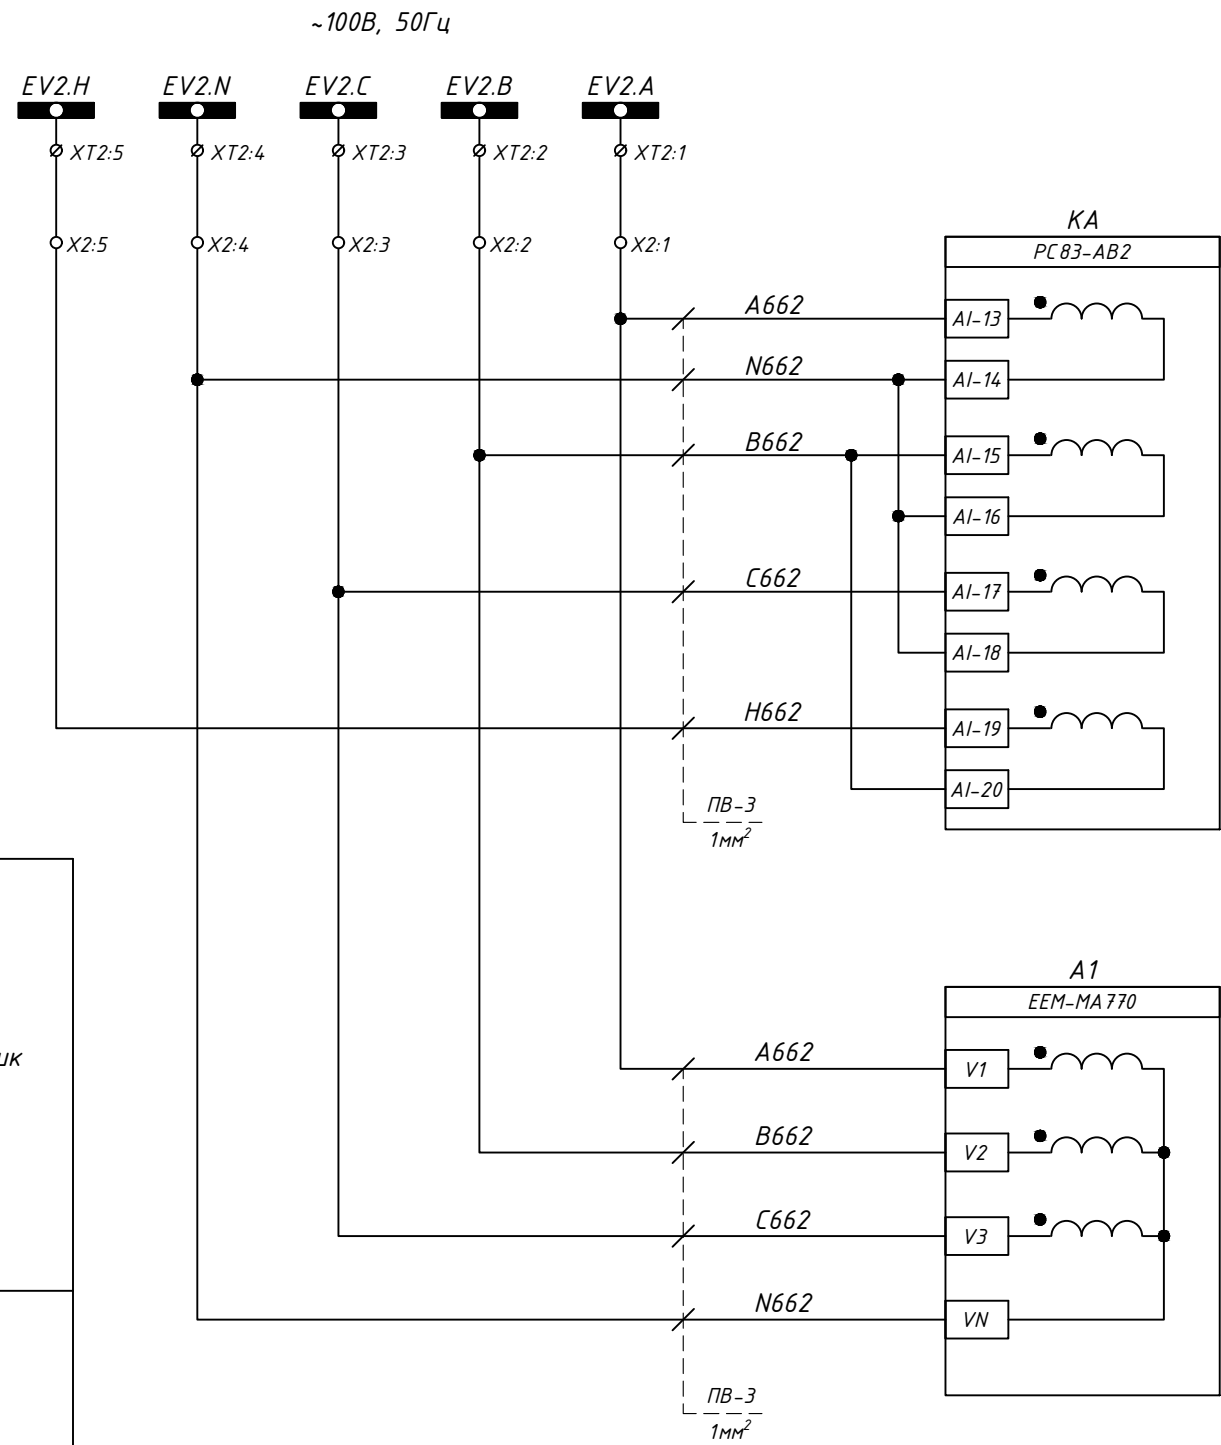 ~100В, 50Гц
EV2.H EV2.N EV2.C EV2.B EV2.A
XT2:5 XT2:4 XT2:3 XT2:2 XT2:1
X2:5 X2:4 X2:3 X2:2 X2:1
KA
РС83-АВ2
A662
AI-13
N662
AI-14
B662
AI-15
AI-16
C662
AI-17
AI-18
H662
AI-19
AI-20
ПВ-3
1мм²
A1
EEM-MA770
A662
V1
B662
V2
C662
V3
N662
VN
ПВ-3
1мм²